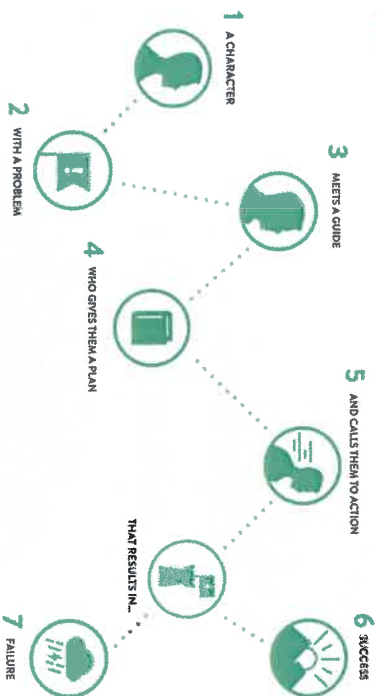 1 A CHARACTER
2 WITH A PROBLEM
3 MEETS A GUIDE
4 WHO GIVES THEM A PLAN
5 AND CALLS THEM TO ACTION
THAT RESULTS IN...
6 SUCCESS
7 FAILURE